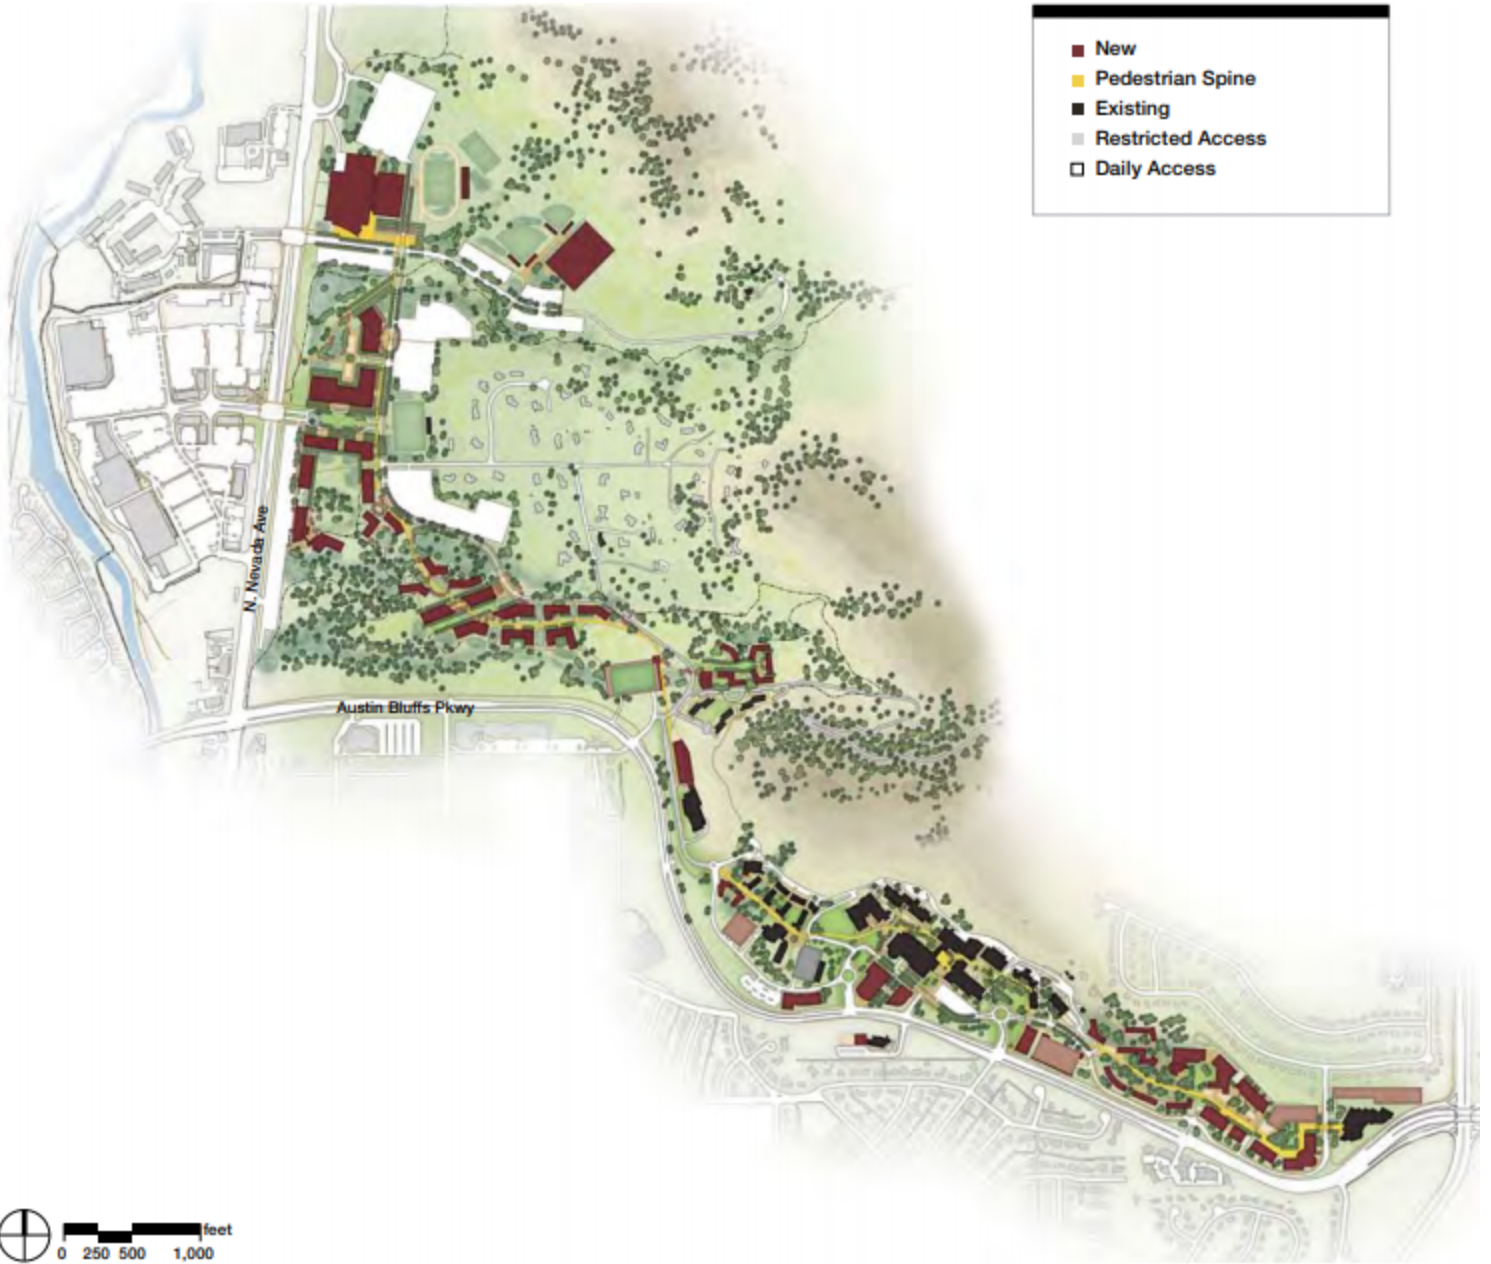 New
Pedestrian Spine
Existing
Restricted Access
Daily Access
N. Nevada Ave
Austin Bluffs Pkwy
feet
0 250 500 1,000